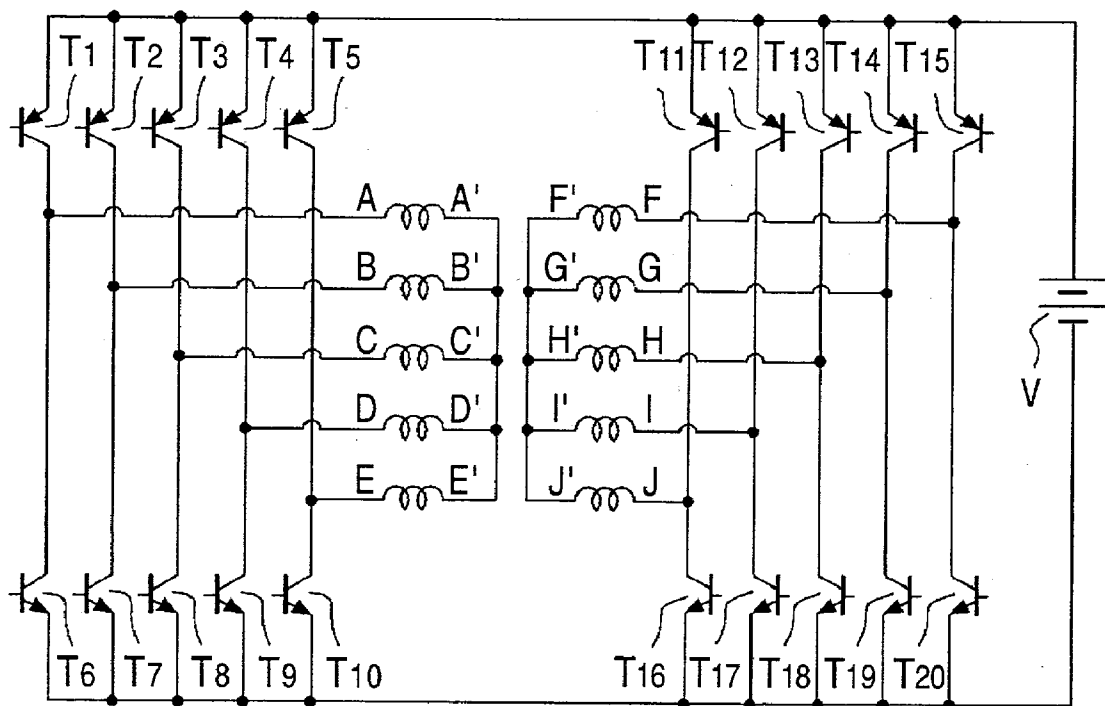 T1 T2 T3 T4 T5 T11 T12 T13 T14 T15
A A' F' F
B B' G' G
C C' H' H
V
D D' I' I
E E' J' J
T6 T7 T8 T9 T10 T16 T17 T18 T19 T20